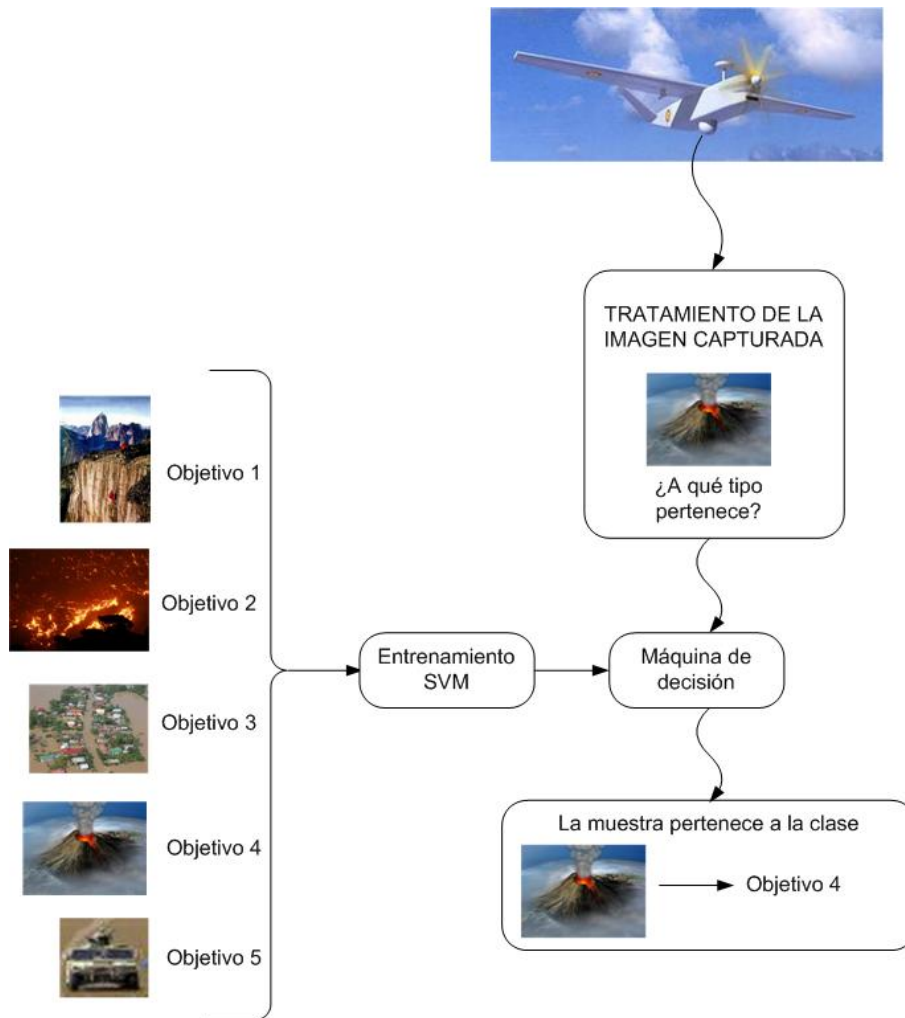 TRATAMIENTO DE LA
IMAGEN CAPTURADA
¿A qué tipo
pertenece?
Objetivo 1
Objetivo 2
Objetivo 3
Objetivo 4
Objetivo 5
Entrenamiento
SVM
Máquina de
decisión
La muestra pertenece a la clase
Objetivo 4